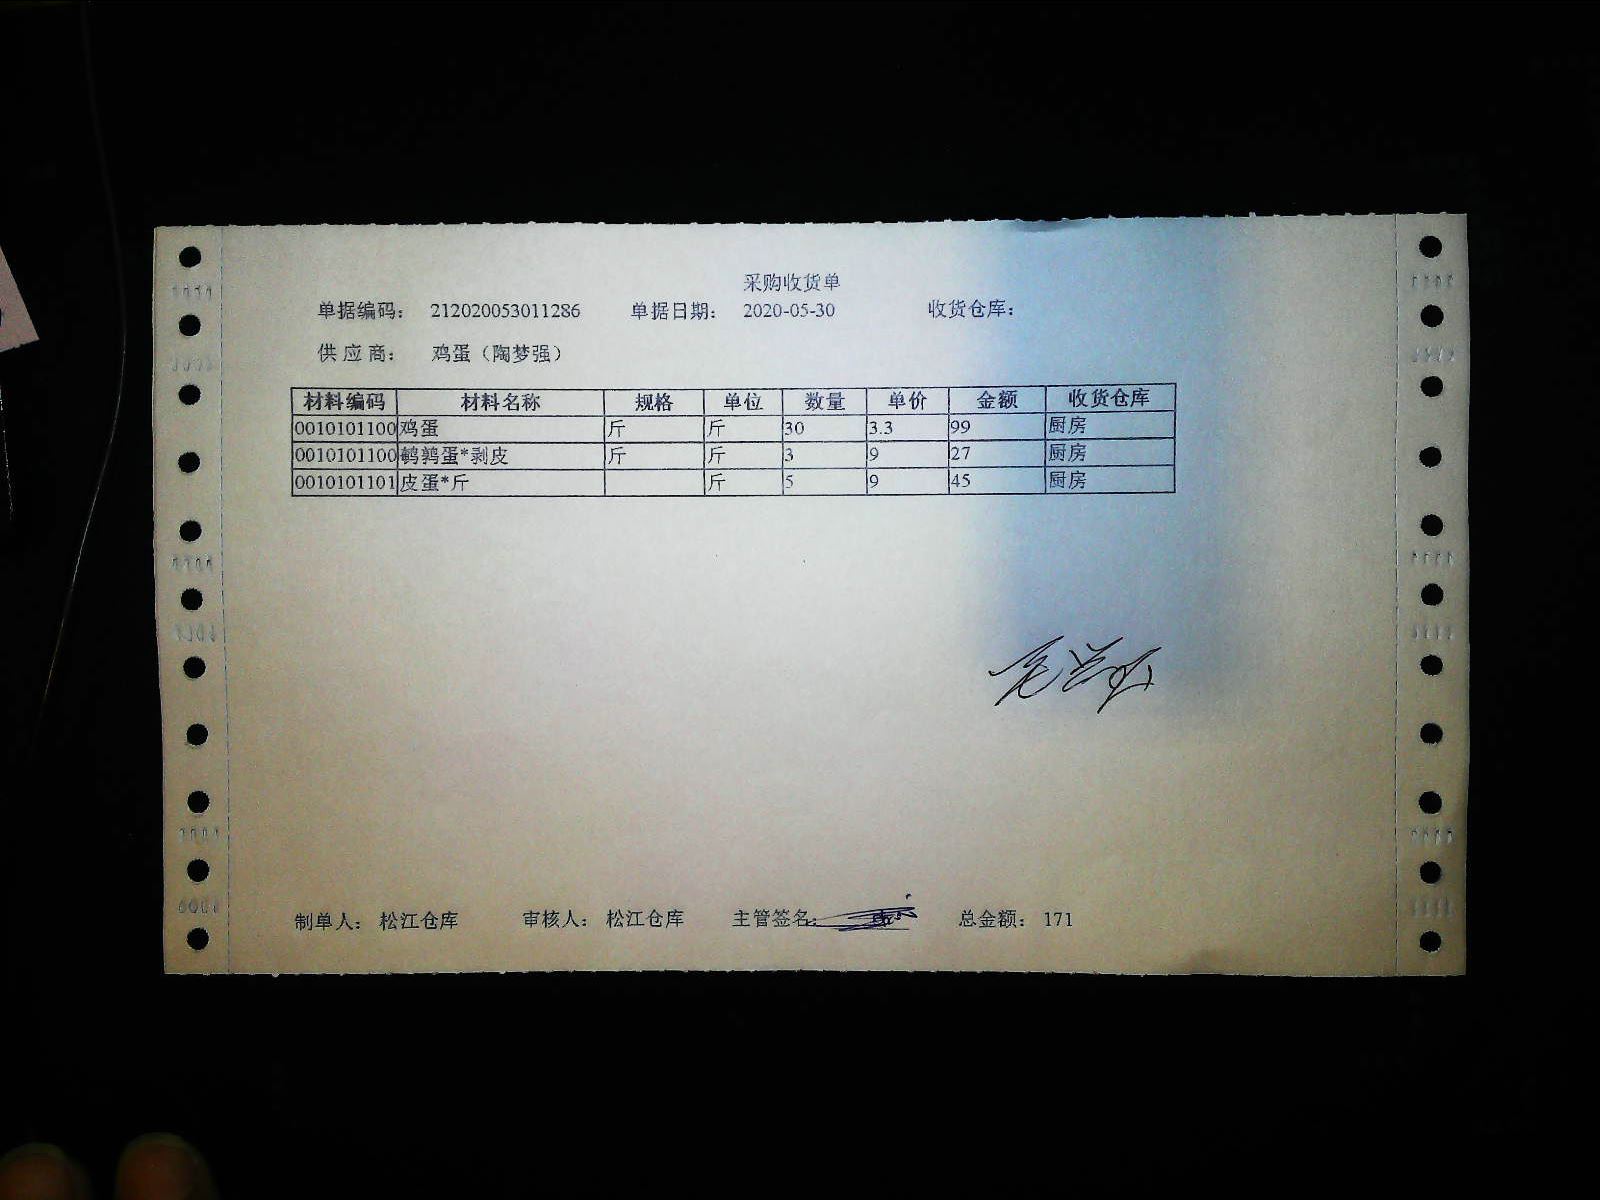 采购收货单
单据编码： 212020053011286 单据日期： 2020-05-30 收货仓库：
供 应 商： 鸡蛋（陶梦强）
材料编码 材料名称 规格 单位 数量 单价 金额 收货仓库
0010101100 鸡蛋 斤 斤 30 3.3 99 厨房
0010101100 鹌鹑蛋*剥皮 斤 斤 3 9 27 厨房
0010101101 皮蛋*斤 斤 5 9 45 厨房
制单人： 松江仓库 审核人： 松江仓库 主管签名： 总金额： 171